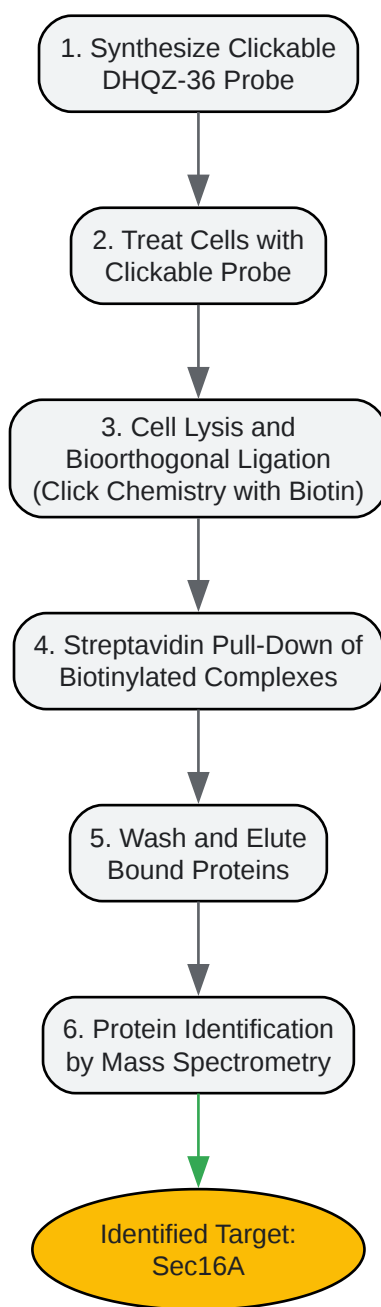 1. Synthesize Clickable
DHQZ-36 Probe
2. Treat Cells with
Clickable Probe
3. Cell Lysis and
Bioorthogonal Ligation
(Click Chemistry with Biotin)
4. Streptavidin Pull-Down of
Biotinylated Complexes
5. Wash and Elute
Bound Proteins
6. Protein Identification
by Mass Spectrometry
Identified Target:
Sec16A